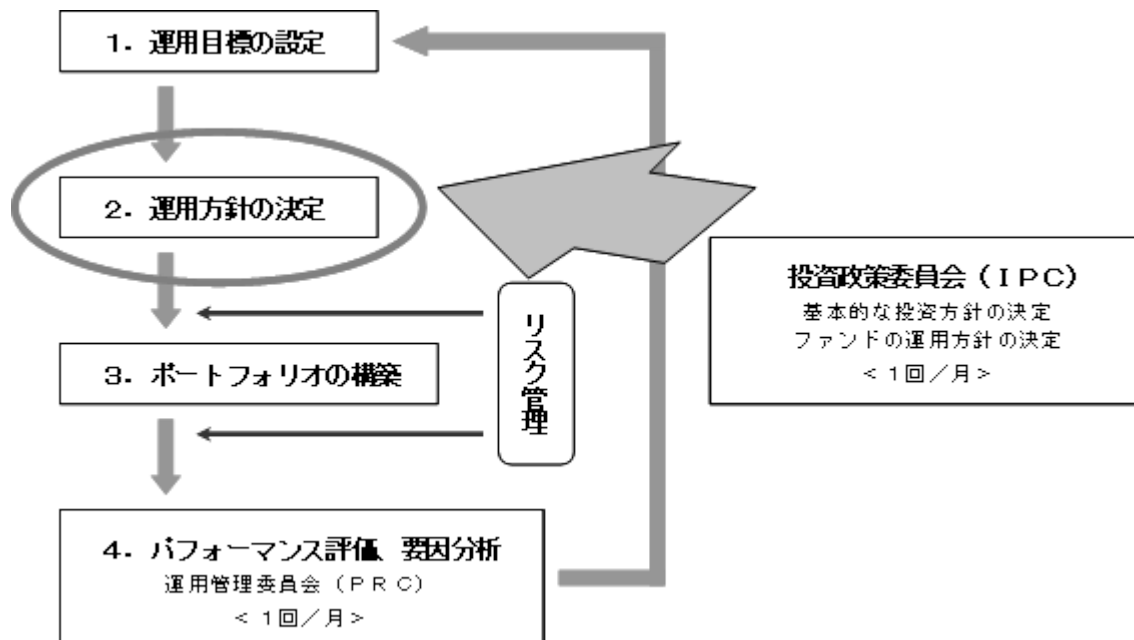 １．運用目標の設定
２．運用方針の決定
３．ポートフォリオの構築
４．パフォーマンス評価、要因分析
運用管理委員会（ＰＲＣ）
＜１回／月＞
リスク管理
投資政策委員会（ＩＰＣ）
基本的な投資方針の決定
ファンドの運用方針の決定
＜１回／月＞